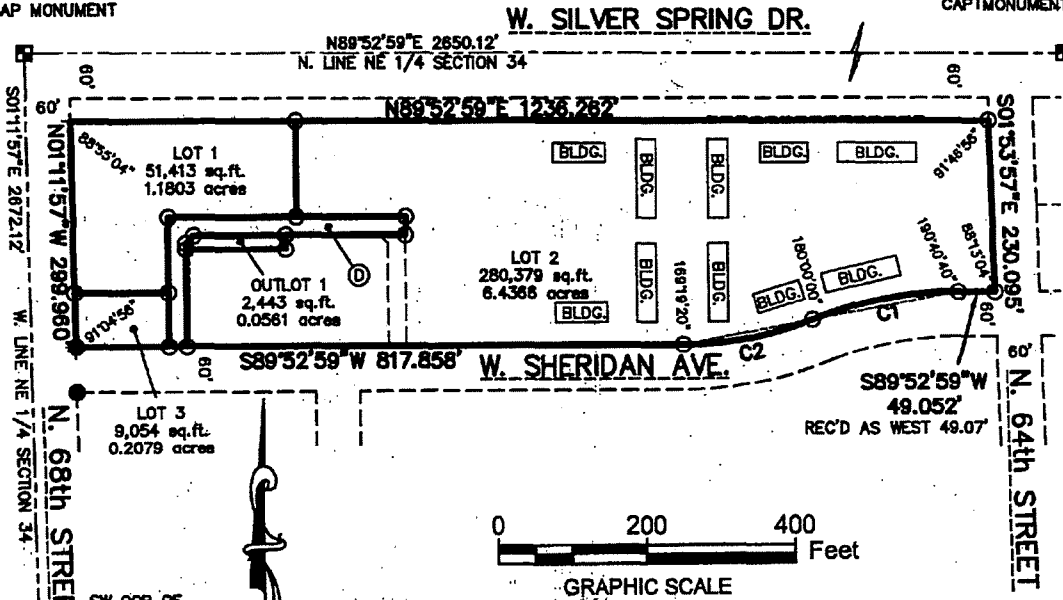 AP MONUMENT
W. SILVER SPRING DR.
N89°52'59"E 2650.12'
N. LINE NE 1/4 SECTION 34
60'
60'
60'
N89°52'59"E 1236.262'
S01°11'57"E 2672.12'
W. LINE NE 1/4 SECTION 34
N01°11'57"W 299.960'
88°55'04"
LOT 1
51,413 sq.ft.
1.1803 acres
BLDG.
BLDG.
BLDG.
BLDG.
BLDG.
91°46'56"
S01°53'57"E 230.095'
D
OUTLOT 1
2,443 sq.ft.
0.0561 acres
LOT 2
280,379 sq.ft.
6.4366 acres
BLDG.
BLDG.
BLDG.
169°19'20"
BLDG.
180°00'00"
BLDG.
190°40'40"
88°13'04"
60'
C1
C2
91°04'56"
60'
S89°52'59"W 817.858'
W. SHERIDAN AVE.
60'
S89°52'59"W
49.052'
REC'D AS WEST 49.07'
LOT 3
9,054 sq.ft.
0.2079 acres
N. 68th STREE
N. 64th STREET
0 200 400
Feet
GRAPHIC SCALE